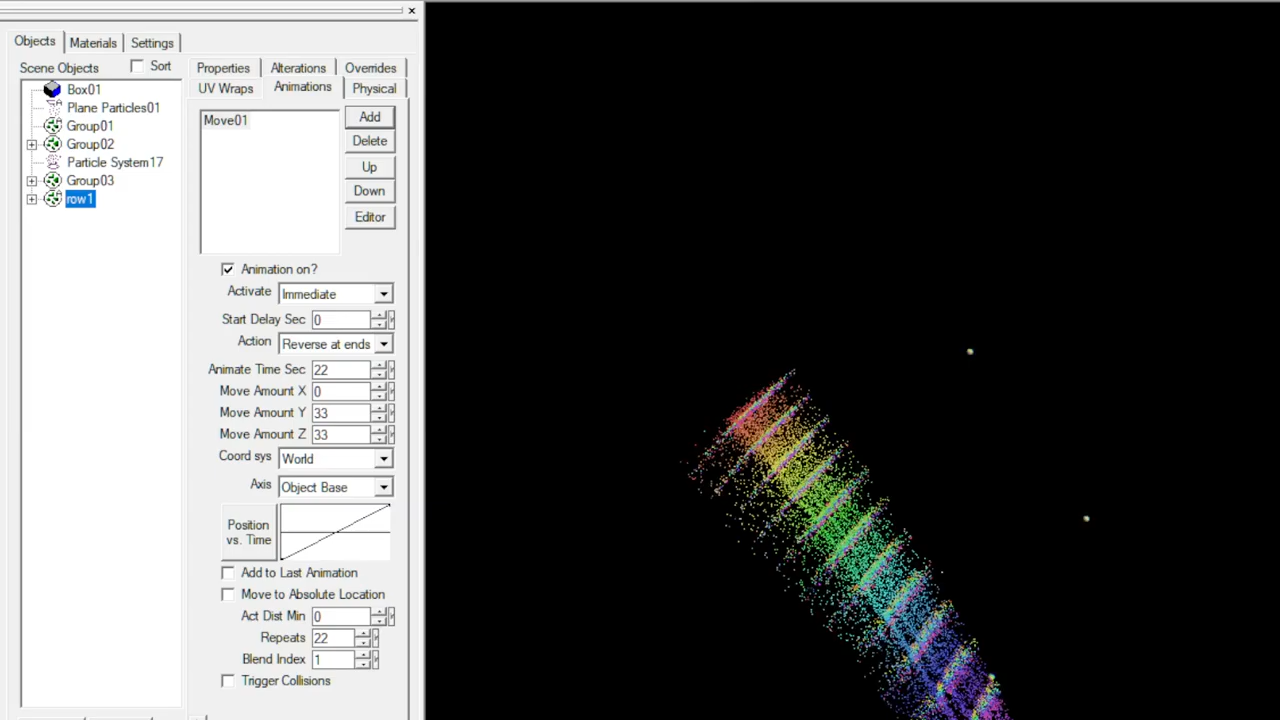 Objects Materials Settings
Scene Objects Sort
Properties Alterations Overrides
UV Wraps Animations Physical
Box01
Plane Particles01
Group01
Group02
Particle System17
Group03
row1
Move01
Add
Delete
Up
Down
Editor
Animation on?
Activate Immediate
Start Delay Sec 0
Action Reverse at ends
Animate Time Sec 22
Move Amount X 0
Move Amount Y 33
Move Amount Z 33
Coord sys World
Axis Object Base
Position
vs. Time
Add to Last Animation
Move to Absolute Location
Act Dist Min 0
Repeats 22
Blend Index 1
Trigger Collisions